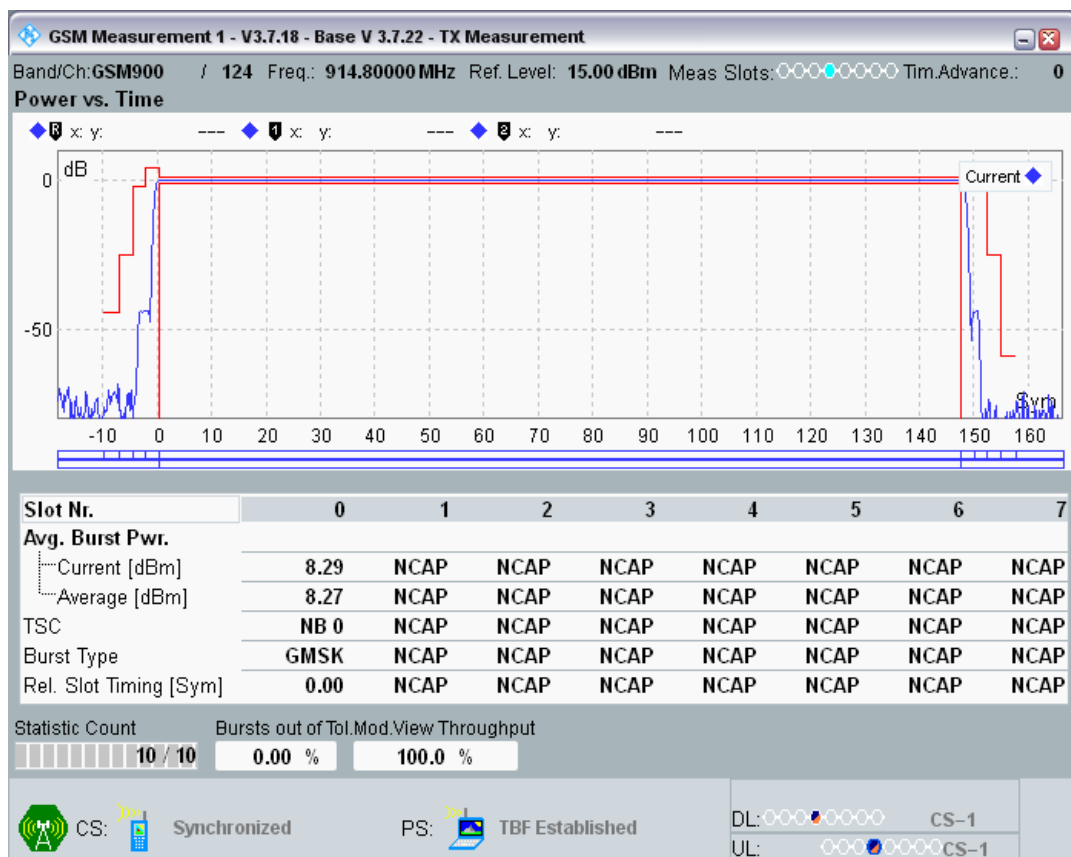 GSM Measurement 1 - V3.7.18 - Base V 3.7.22 - TX Measurement
Band/Ch:GSM900 / 124 Freq.: 914.80000 MHz Ref. Level: 15.00 dBm Meas Slots: Tim.Advance.: 0
Power vs. Time
R x: y: --- 1 x: y: --- 2 x: y: ---
dB
Current
0
-50
Sym
-10 0 10 20 30 40 50 60 70 80 90 100 110 120 130 140 150 160
Slot Nr. 0 1 2 3 4 5 6 7
Avg. Burst Pwr.
Current [dBm] 8.29 NCAP NCAP NCAP NCAP NCAP NCAP NCAP
Average [dBm] 8.27 NCAP NCAP NCAP NCAP NCAP NCAP NCAP
TSC NB 0 NCAP NCAP NCAP NCAP NCAP NCAP NCAP
Burst Type GMSK NCAP NCAP NCAP NCAP NCAP NCAP NCAP
Rel. Slot Timing [Sym] 0.00 NCAP NCAP NCAP NCAP NCAP NCAP NCAP
Statistic Count Bursts out of Tol.Mod.View Throughput
10 / 10 0.00 % 100.0 %
CS: Synchronized PS: TBF Established DL: CS-1
UL: CS-1